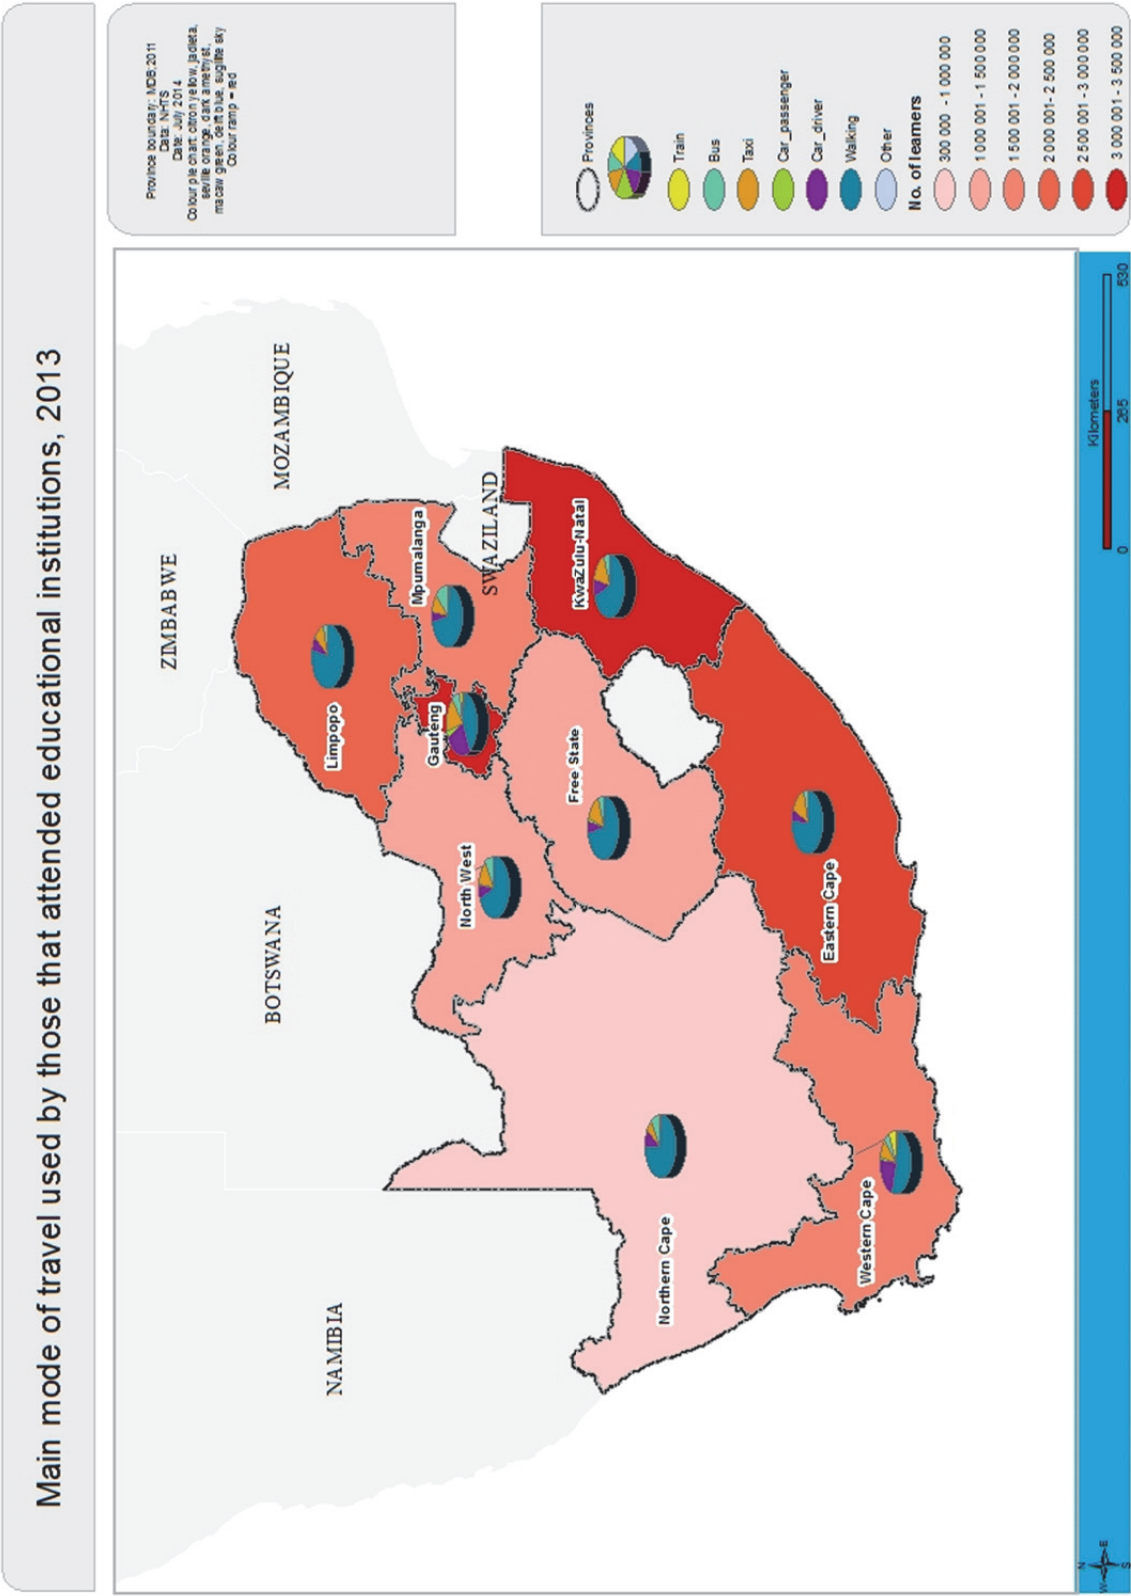 Main mode of travel used by those that attended educational institutions, 2013
Province boundary: MDB, 2011
Data: NHTS
Date: July 2014
Colour pie chart: citron yellow, jadieta,
seville orange, dark amethyst,
macaw green, delft blue, sugilite sky
Colour ramp = red
ZIMBABWE
MOZAMBIQUE
BOTSWANA
NAMIBIA
SWAZILAND
Limpopo
Mpumalanga
Gauteng
North West
Free State
KwaZulu-Natal
Northern Cape
Eastern Cape
Western Cape
Provinces
Train
Bus
Taxi
Car_passenger
Car_driver
Walking
Other
No. of learners
300 000 - 1 000 000
1 000 001 - 1 500 000
1 500 001 - 2 000 000
2 000 001 - 2 500 000
2 500 001 - 3 000 000
3 000 001 - 3 500 000
Kilometers
0 265 530
N
W E
S